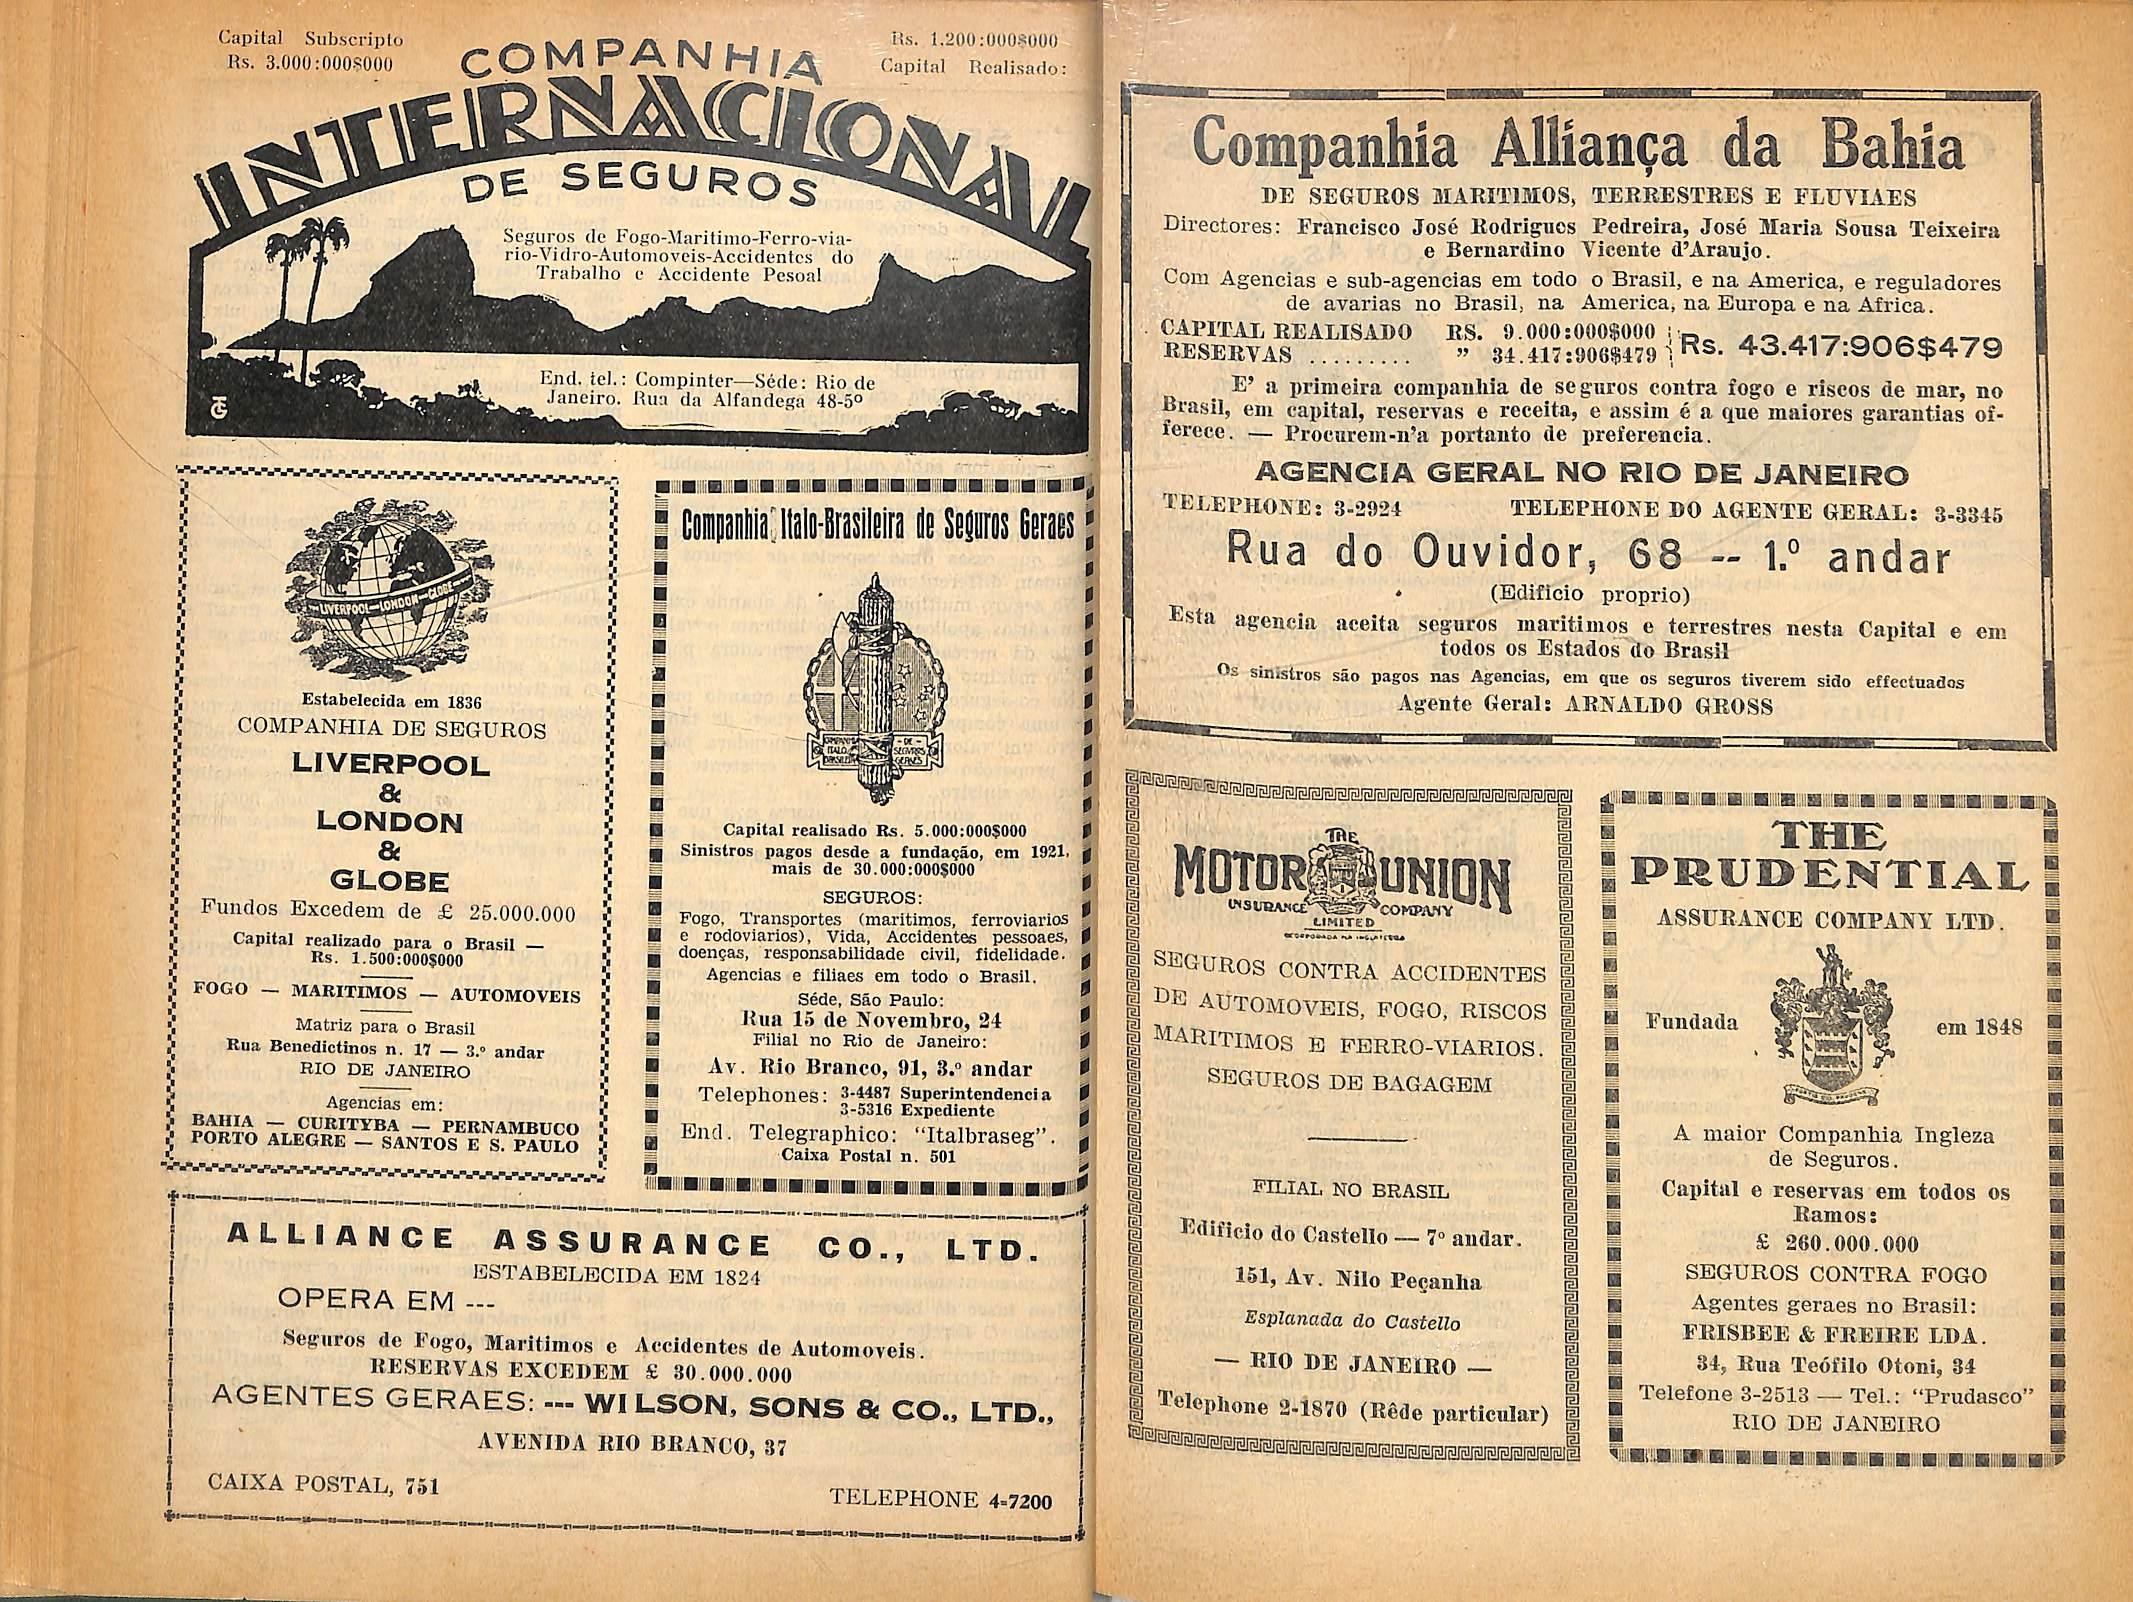 Capital Subscripto
Rs. 3.000:000$000
Rs. 1.200:000$000
Capital Realisado:
COMPANHIA
INTERNACIONAL
DE SEGUROS
Seguros de Fogo-Maritimo-Ferro-via-
rio-Vidro-Automoveis-Accidentes do
Trabalho e Accidente Pesoal
End. tel.: Compinter—Séde: Rio de
Janeiro. Rua da Alfandega 48-5º
LIVERPOOL—LONDON—GLOBE
Estabelecida em 1836
COMPANHIA DE SEGUROS
LIVERPOOL
&
LONDON
&
GLOBE
Fundos Excedem de £ 25.000.000
Capital realizado para o Brasil —
Rs. 1.500:000$000
FOGO — MARITIMOS — AUTOMOVEIS
Matriz para o Brasil
Rua Benedictinos n. 17 — 3.º andar
RIO DE JANEIRO
Agencias em:
BAHIA — CURITYBA — PERNAMBUCO
PORTO ALEGRE — SANTOS E S. PAULO
Companhia Italo-Brasileira de Seguros Geraes
COMPANHIA ITALO BRASILEIRA
- DE - SEGUROS GERAES
Capital realisado Rs. 5.000:000$000
Sinistros pagos desde a fundação, em 1921,
mais de 30.000:000$000
SEGUROS:
Fogo, Transportes (maritimos, ferroviarios
e rodoviarios), Vida, Accidentes pessoaes,
doenças, responsabilidade civil, fidelidade.
Agencias e filiaes em todo o Brasil.
Séde, São Paulo:
Rua 15 de Novembro, 24
Filial no Rio de Janeiro:
Av. Rio Branco, 91, 3.º andar
Telephones: 3-4487 Superintendencia
3-5316 Expediente
End. Telegraphico: “Italbraseg”.
Caixa Postal n. 501
ALLIANCE ASSURANCE CO., LTD.
ESTABELECIDA EM 1824
OPERA EM ---
Seguros de Fogo, Maritimos e Accidentes de Automoveis.
RESERVAS EXCEDEM £ 30.000.000
AGENTES GERAES: --- WILSON, SONS & CO., LTD.,
AVENIDA RIO BRANCO, 37
CAIXA POSTAL, 751
TELEPHONE 4-7200
Companhia Alliança da Bahia
DE SEGUROS MARITIMOS, TERRESTRES E FLUVIAES
Directores: Francisco José Rodrigues Pedreira, José Maria Sousa Teixeira
e Bernardino Vicente d'Araujo.
Com Agencias e sub-agencias em todo o Brasil, e na America, e reguladores
de avarias no Brasil, na America, na Europa e na Africa.
CAPITAL REALISADO RS. 9.000:000$000
RESERVAS ......... ” 34.417:906$479
Rs. 43.417:906$479
E' a primeira companhia de seguros contra fogo e riscos de mar, no
Brasil, em capital, reservas e receita, e assim é a que maiores garantias of-
ferece. — Procurem-n'a portanto de preferencia.
AGENCIA GERAL NO RIO DE JANEIRO
TELEPHONE: 3-2924 TELEPHONE DO AGENTE GERAL: 3-3345
Rua do Ouvidor, 68 -- 1.º andar
(Edificio proprio)
Esta agencia aceita seguros maritimos e terrestres nesta Capital e em
todos os Estados do Brasil
Os sinistros são pagos nas Agencias, em que os seguros tiverem sido effectuados
Agente Geral: ARNALDO GROSS
THE
MOTOR UNION
INSURANCE COMPANY
LIMITED
SEGUROS CONTRA ACCIDENTES
DE AUTOMOVEIS, FOGO, RISCOS
MARITIMOS E FERRO-VIARIOS.
SEGUROS DE BAGAGEM
FILIAL NO BRASIL
Edificio do Castello — 7º andar.
151, Av. Nilo Peçanha
Esplanada do Castello
— RIO DE JANEIRO —
Telephone 2-1870 (Rêde particular)
THE
PRUDENTIAL
ASSURANCE COMPANY LTD.
Fundada em 1848
A maior Companhia Ingleza
de Seguros.
Capital e reservas em todos os
Ramos:
£ 260.000.000
SEGUROS CONTRA FOGO
Agentes geraes no Brasil:
FRISBEE & FREIRE LDA.
34, Rua Teófilo Otoni, 34
Telefone 3-2513 — Tel.: “Prudasco”
RIO DE JANEIRO